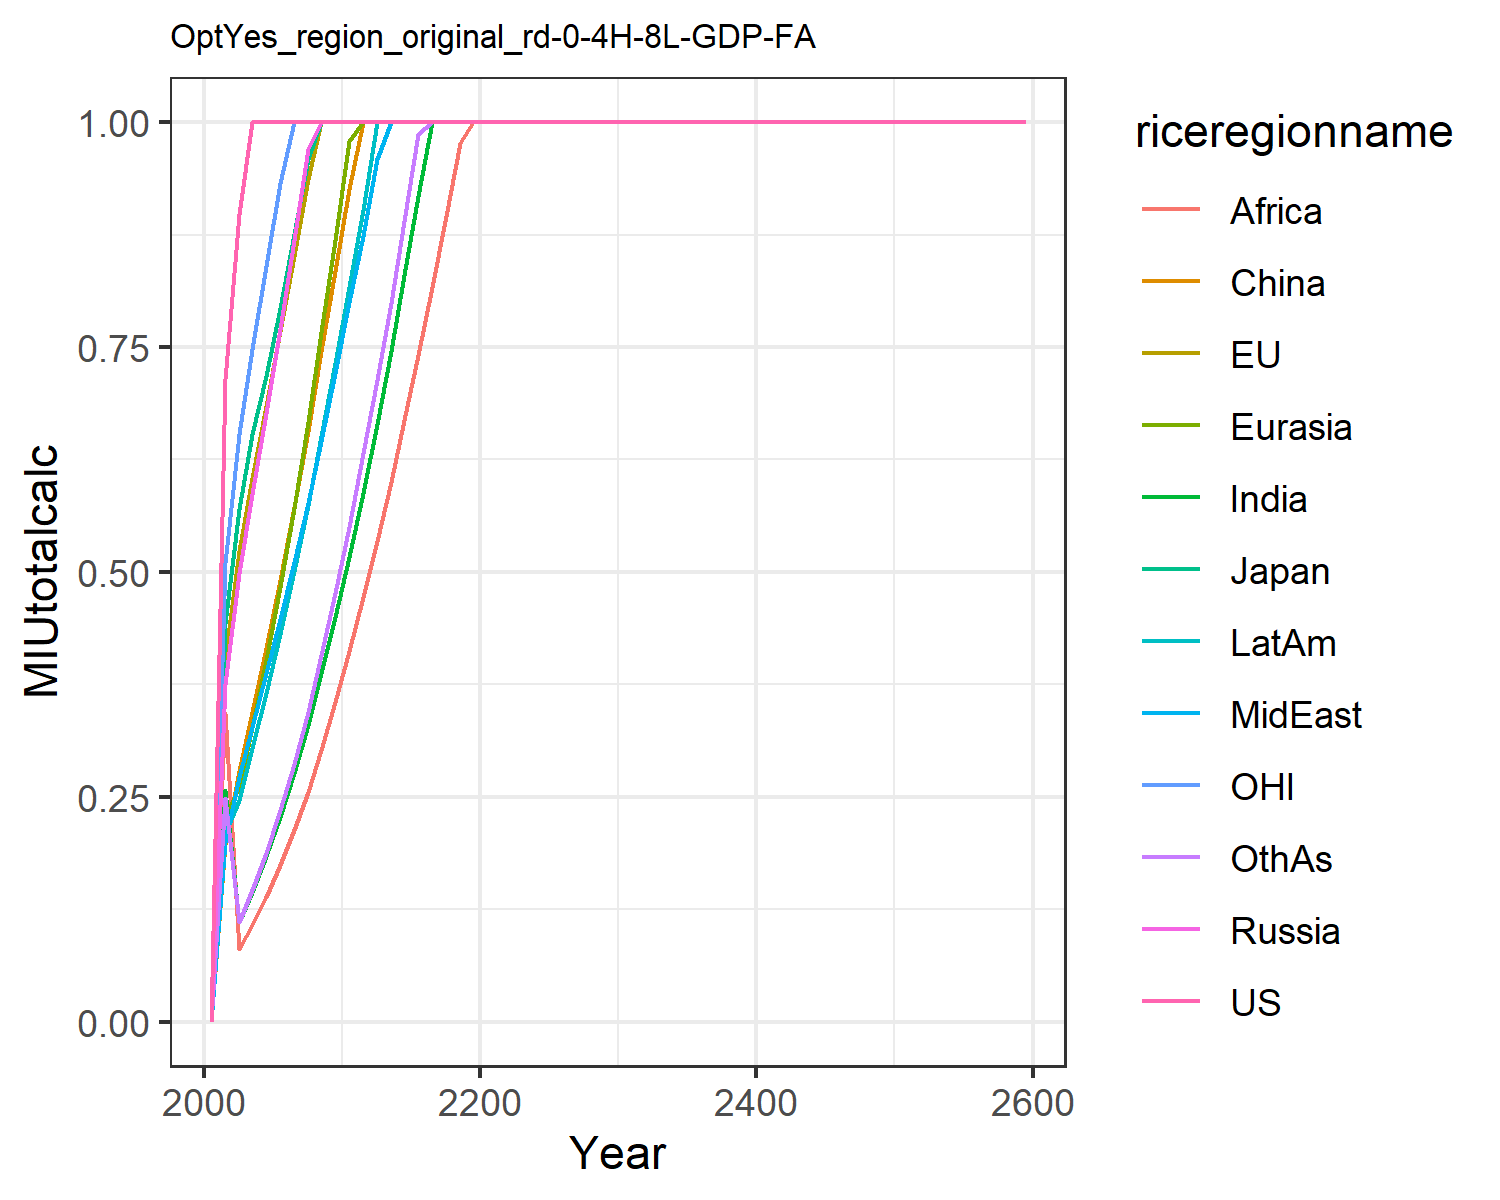 OptYes_region_original_rd-0-4H-8L-GDP-FA
MIUtotalcalc
1.00
0.75
0.50
0.25
0.00
2000
2200
2400
2600
Year
riceregionname
Africa
China
EU
Eurasia
India
Japan
LatAm
MidEast
OHI
OthAs
Russia
US